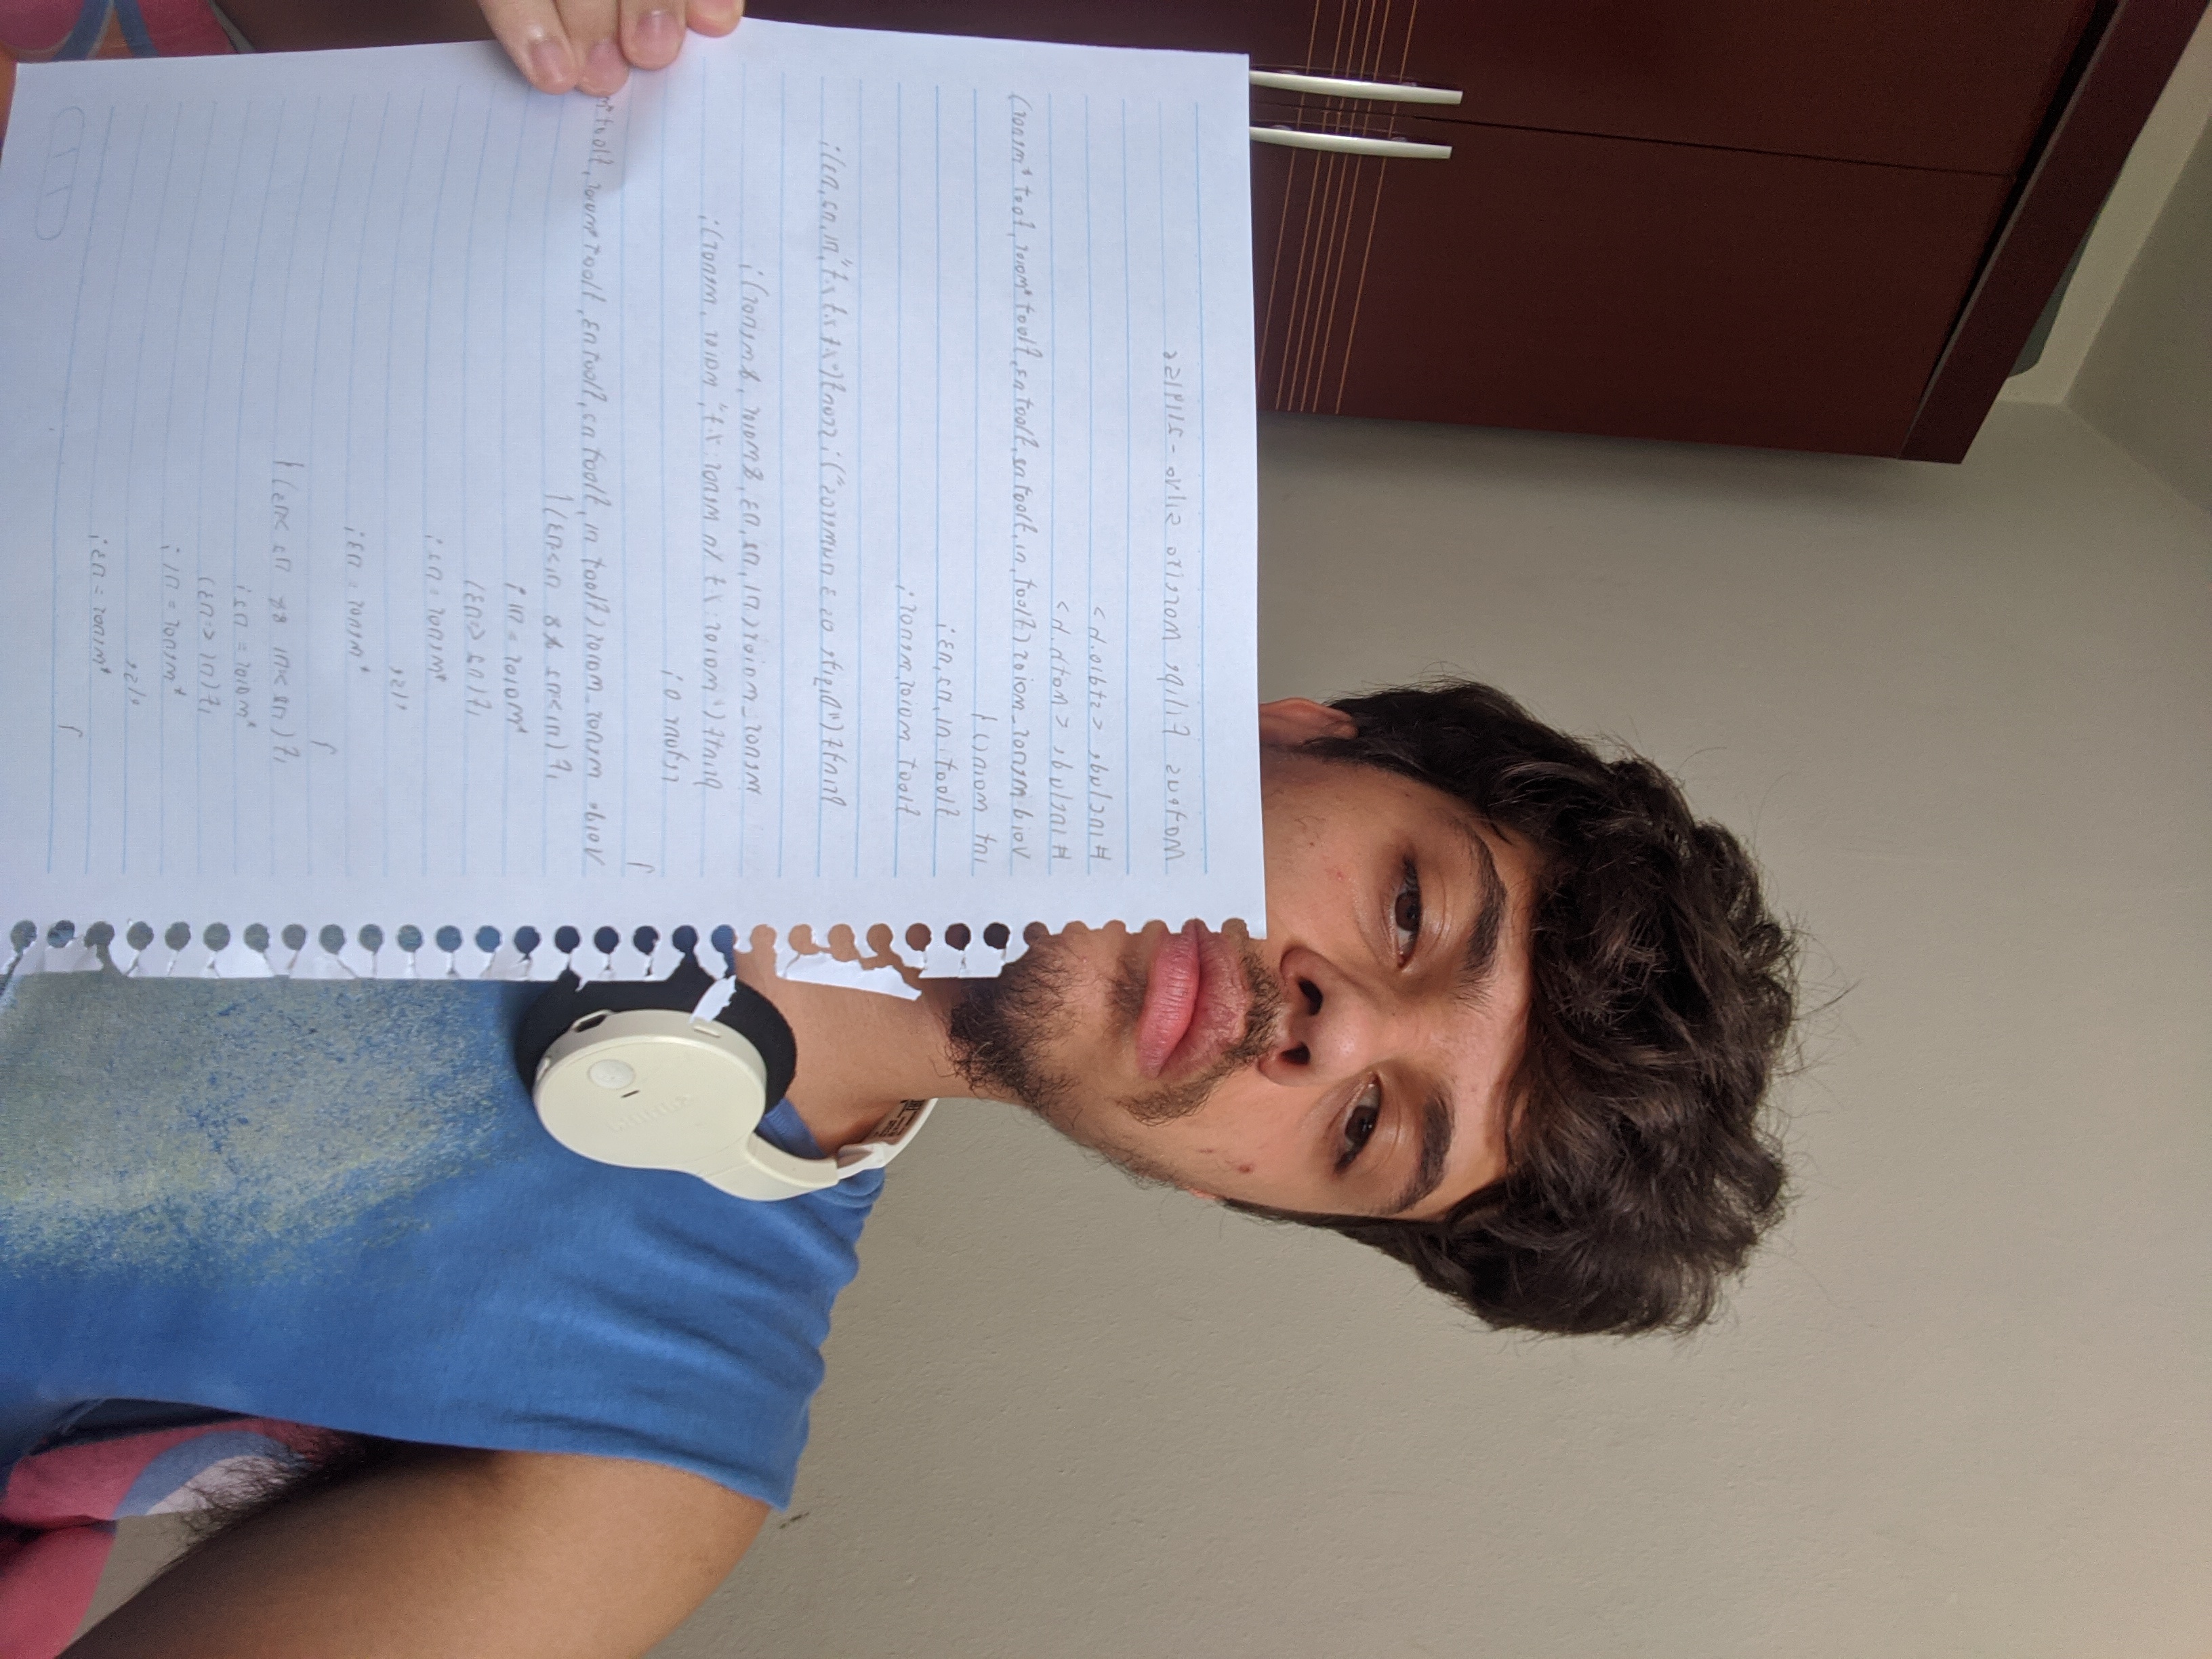 Mateus Filipe Moreira Silva - 2119156
#include <stdio.h>
#include <math.h>
Void menor_maior(float, n1, float n2, float n3, float *maior, foat *menor)
int main(){
float n1, n2, n3;
float maior, menor;
printf("Digite os 3 numeros"); scanf("%f %f %f", n1, n2, n3);
menor_maior(n1, n2, n3, &maior, &menor);
printf("maior: %f \n menor: %f", maior, menor);
return 0;
}
Void menor_maior(float n1, float n2, float n3, float *maior, float *m
if(n1>n2 && n1>n3){
*maior = n1;
if(n2 <=n3)
*menor = n2;
else
*menor = n3;
}
if(n2 >n1 && n2 >n3){
*maior = n2;
if(n1 <=n3)
*menor = n1;
else
*menor = n3;
}